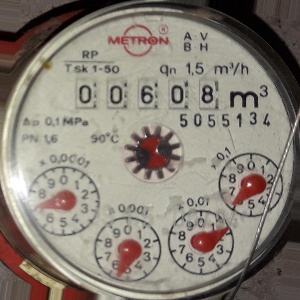 METRON ®
A V
B H
RP
Tsk 1-50 qn 1,5 m³/h
00608 m³
Δp 0,1 MPa 5055134
PN 1,6 90°C
x 0,0001 x 0,1
x 0,001 x 0,01